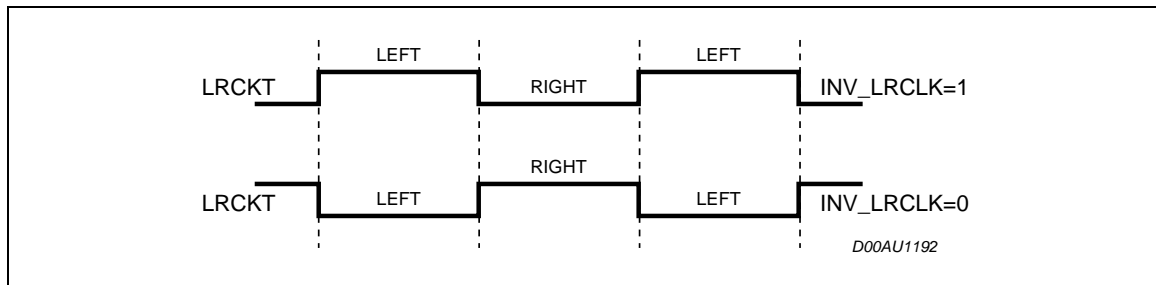 LEFT LEFT
LRCKT RIGHT INV_LRCLK=1
RIGHT
LRCKT LEFT LEFT INV_LRCLK=0
D00AU1192